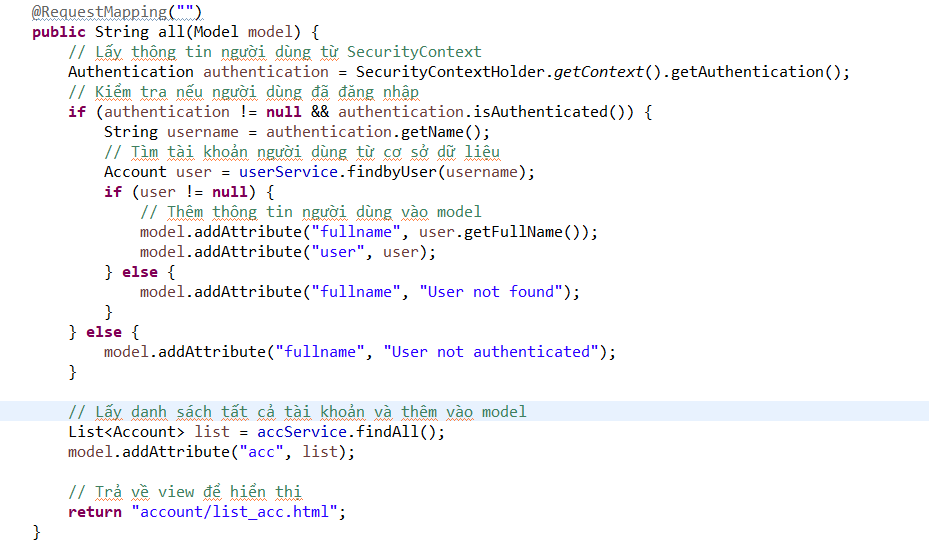 @RequestMapping("")
public String all(Model model) {
// Lấy thông tin người dùng từ SecurityContext
Authentication authentication = SecurityContextHolder.getContext().getAuthentication();
// Kiểm tra nếu người dùng đã đăng nhập
if (authentication != null && authentication.isAuthenticated()) {
String username = authentication.getName();
// Tìm tài khoản người dùng từ cơ sở dữ liệu
Account user = userService.findbyUser(username);
if (user != null) {
// Thêm thông tin người dùng vào model
model.addAttribute("fullname", user.getFullName());
model.addAttribute("user", user);
} else {
model.addAttribute("fullname", "User not found");
}
} else {
model.addAttribute("fullname", "User not authenticated");
}
// Lấy danh sách tất cả tài khoản và thêm vào model
List<Account> list = accService.findAll();
model.addAttribute("acc", list);
// Trả về view để hiển thị
return "account/list_acc.html";
}